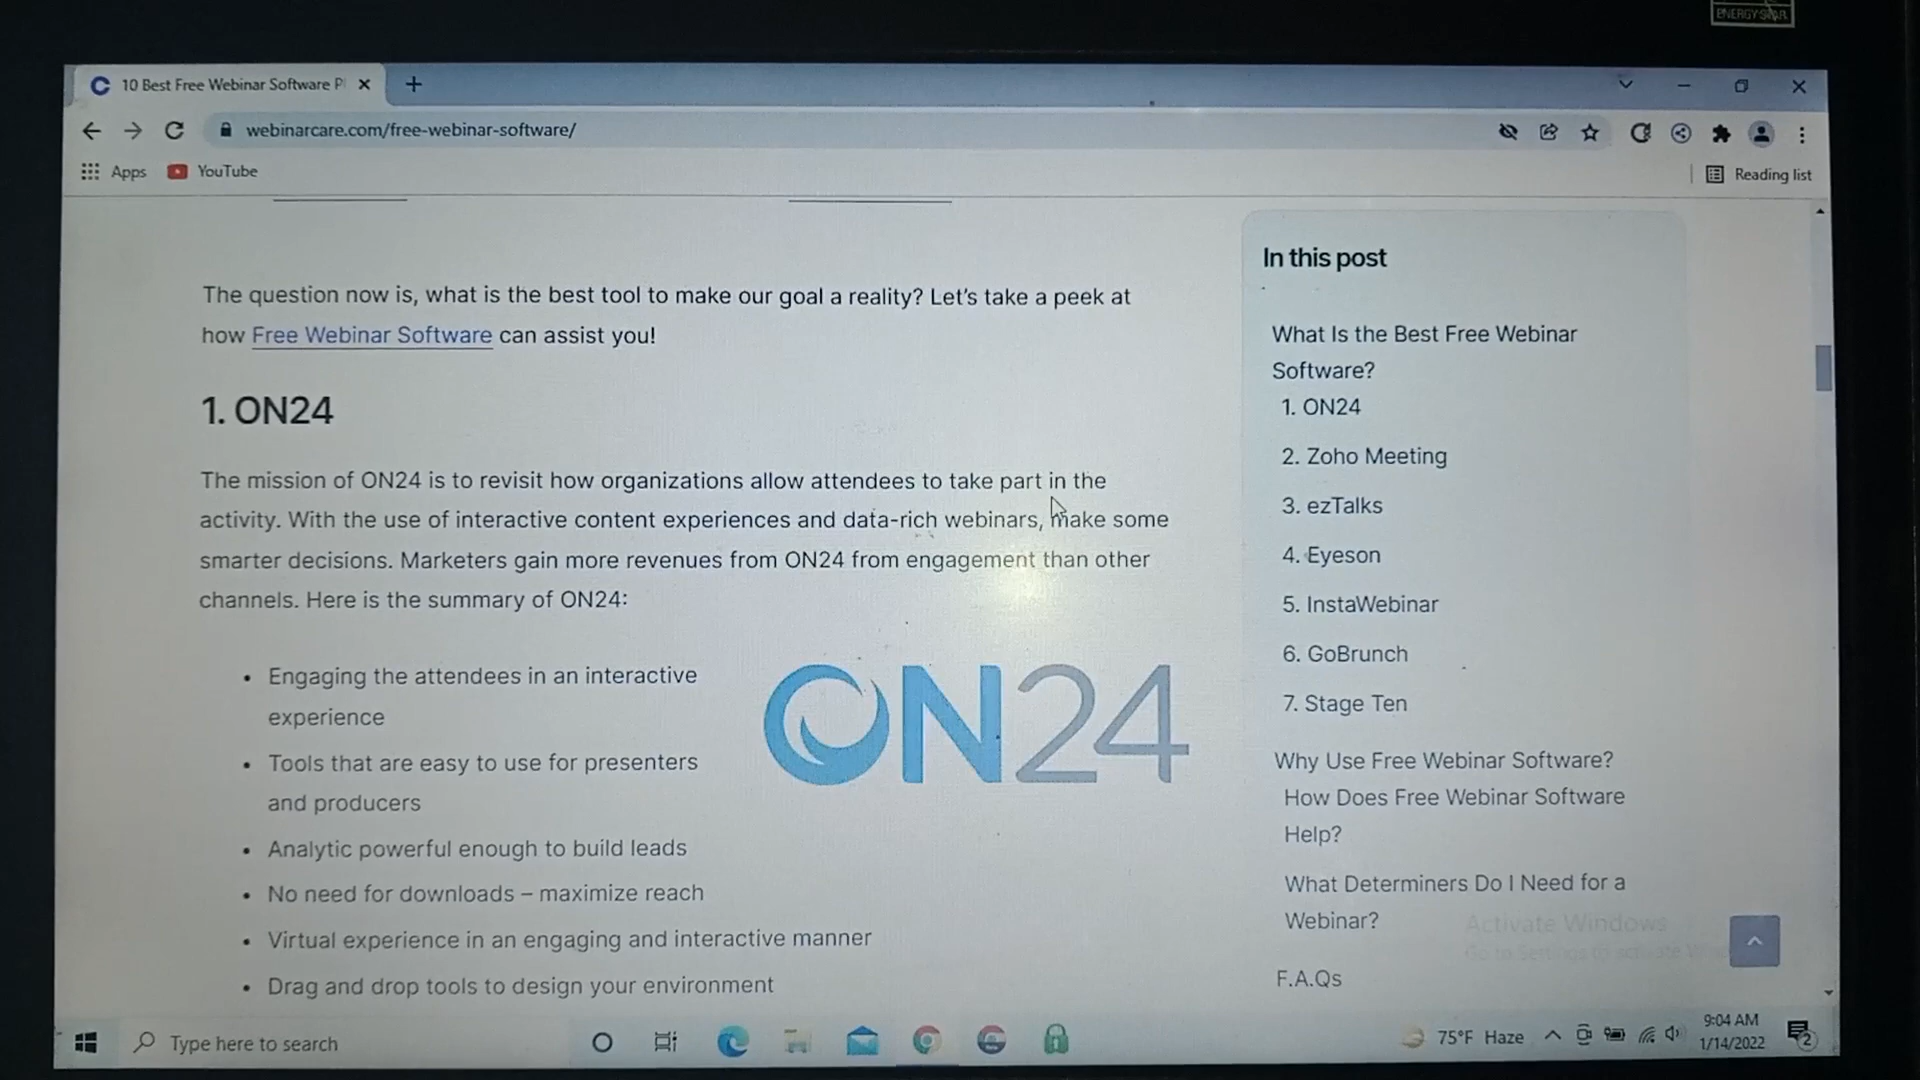 ENERGY STAR
10 Best Free Webinar Software P
webinarcare.com/free-webinar-software/
Apps
YouTube
Reading list
The question now is, what is the best tool to make our goal a reality? Let's take a peek at
how Free Webinar Software can assist you!
1. ON24
The mission of ON24 is to revisit how organizations allow attendees to take part in the
activity. With the use of interactive content experiences and data-rich webinars, make some
smarter decisions. Marketers gain more revenues from ON24 from engagement than other
channels. Here is the summary of ON24:
• Engaging the attendees in an interactive
experience
• Tools that are easy to use for presenters
and producers
• Analytic powerful enough to build leads
• No need for downloads – maximize reach
• Virtual experience in an engaging and interactive manner
• Drag and drop tools to design your environment
ON24
In this post
What Is the Best Free Webinar
Software?
1. ON24
2. Zoho Meeting
3. ezTalks
4. Eyeson
5. InstaWebinar
6. GoBrunch
7. Stage Ten
Why Use Free Webinar Software?
How Does Free Webinar Software
Help?
What Determiners Do I Need for a
Webinar?
F.A.Qs
Activate Windows
Go to Settings to activate
Type here to search
75°F Haze
9:04 AM
1/14/2022
2